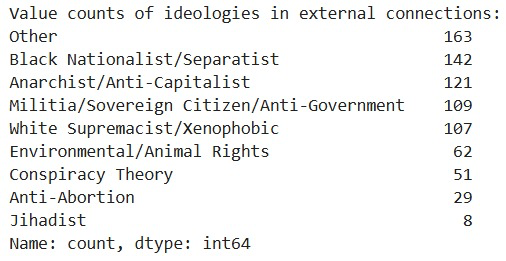 Value counts of ideologies in external connections:
Other 163
Black Nationalist/Separatist 142
Anarchist/Anti-Capitalist 121
Militia/Sovereign Citizen/Anti-Government 109
White Supremacist/Xenophobic 107
Environmental/Animal Rights 62
Conspiracy Theory 51
Anti-Abortion 29
Jihadist 8
Name: count, dtype: int64